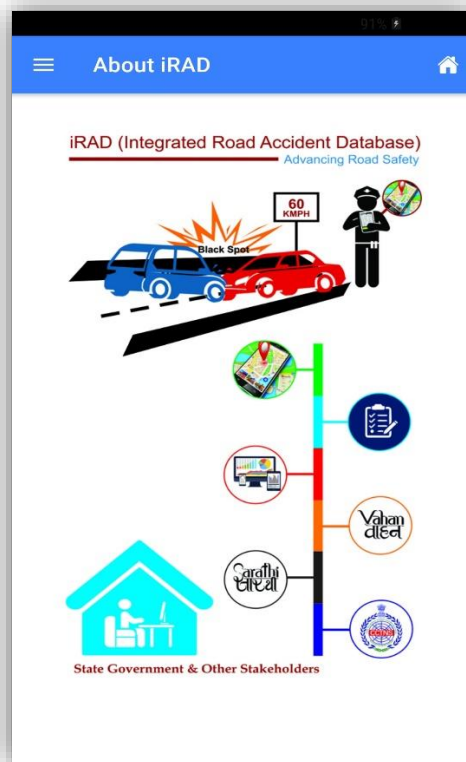 91%
About iRAD
iRAD (Integrated Road Accident Database)
Advancing Road Safety
60
KMPH
Black Spot
Vahan
वाहन
Sarathi
सारथी
CCTNS
State Government & Other Stakeholders